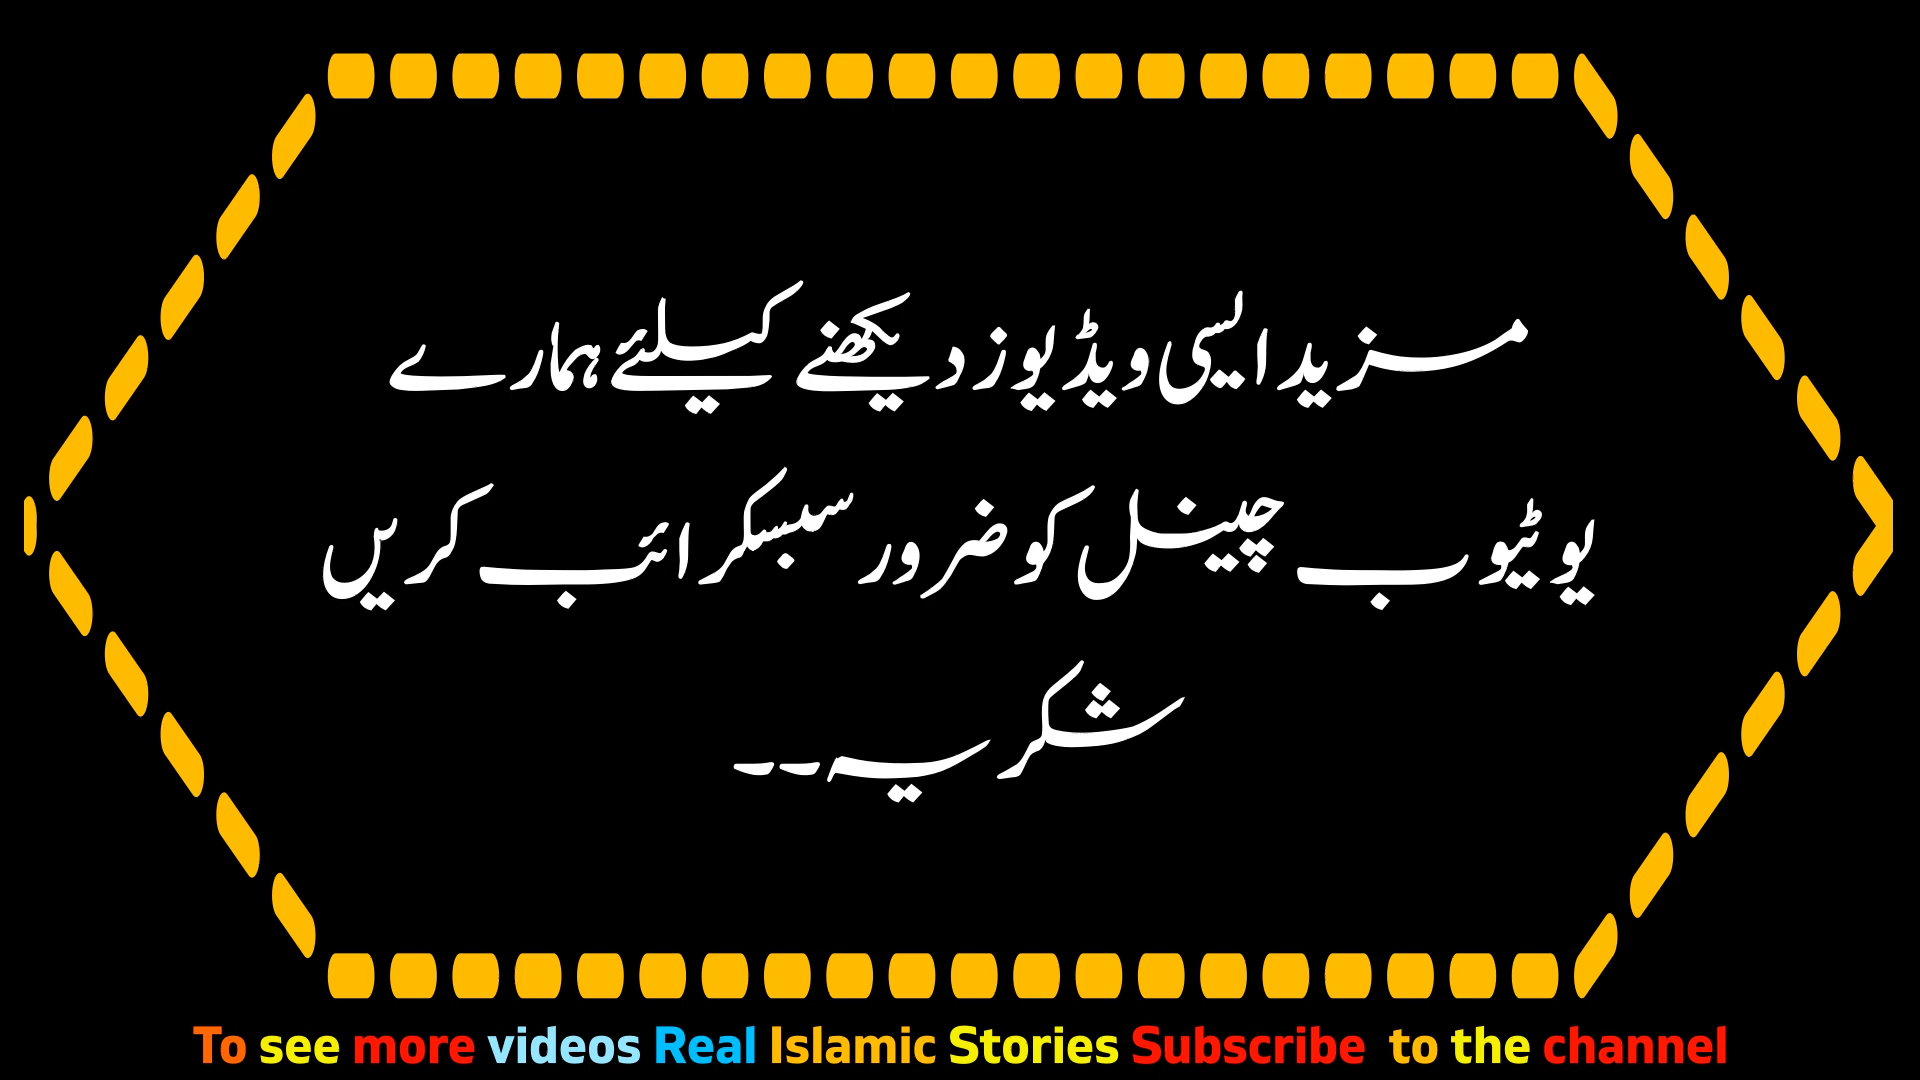 مزید ایسی ویڈیوز دیکھنے کیلئے ہمارے
یوٹیوب چینل کو ضرور سبسکرائب کریں
شکریہ۔۔
To see more videos Real Islamic Stories Subscribe to the channel